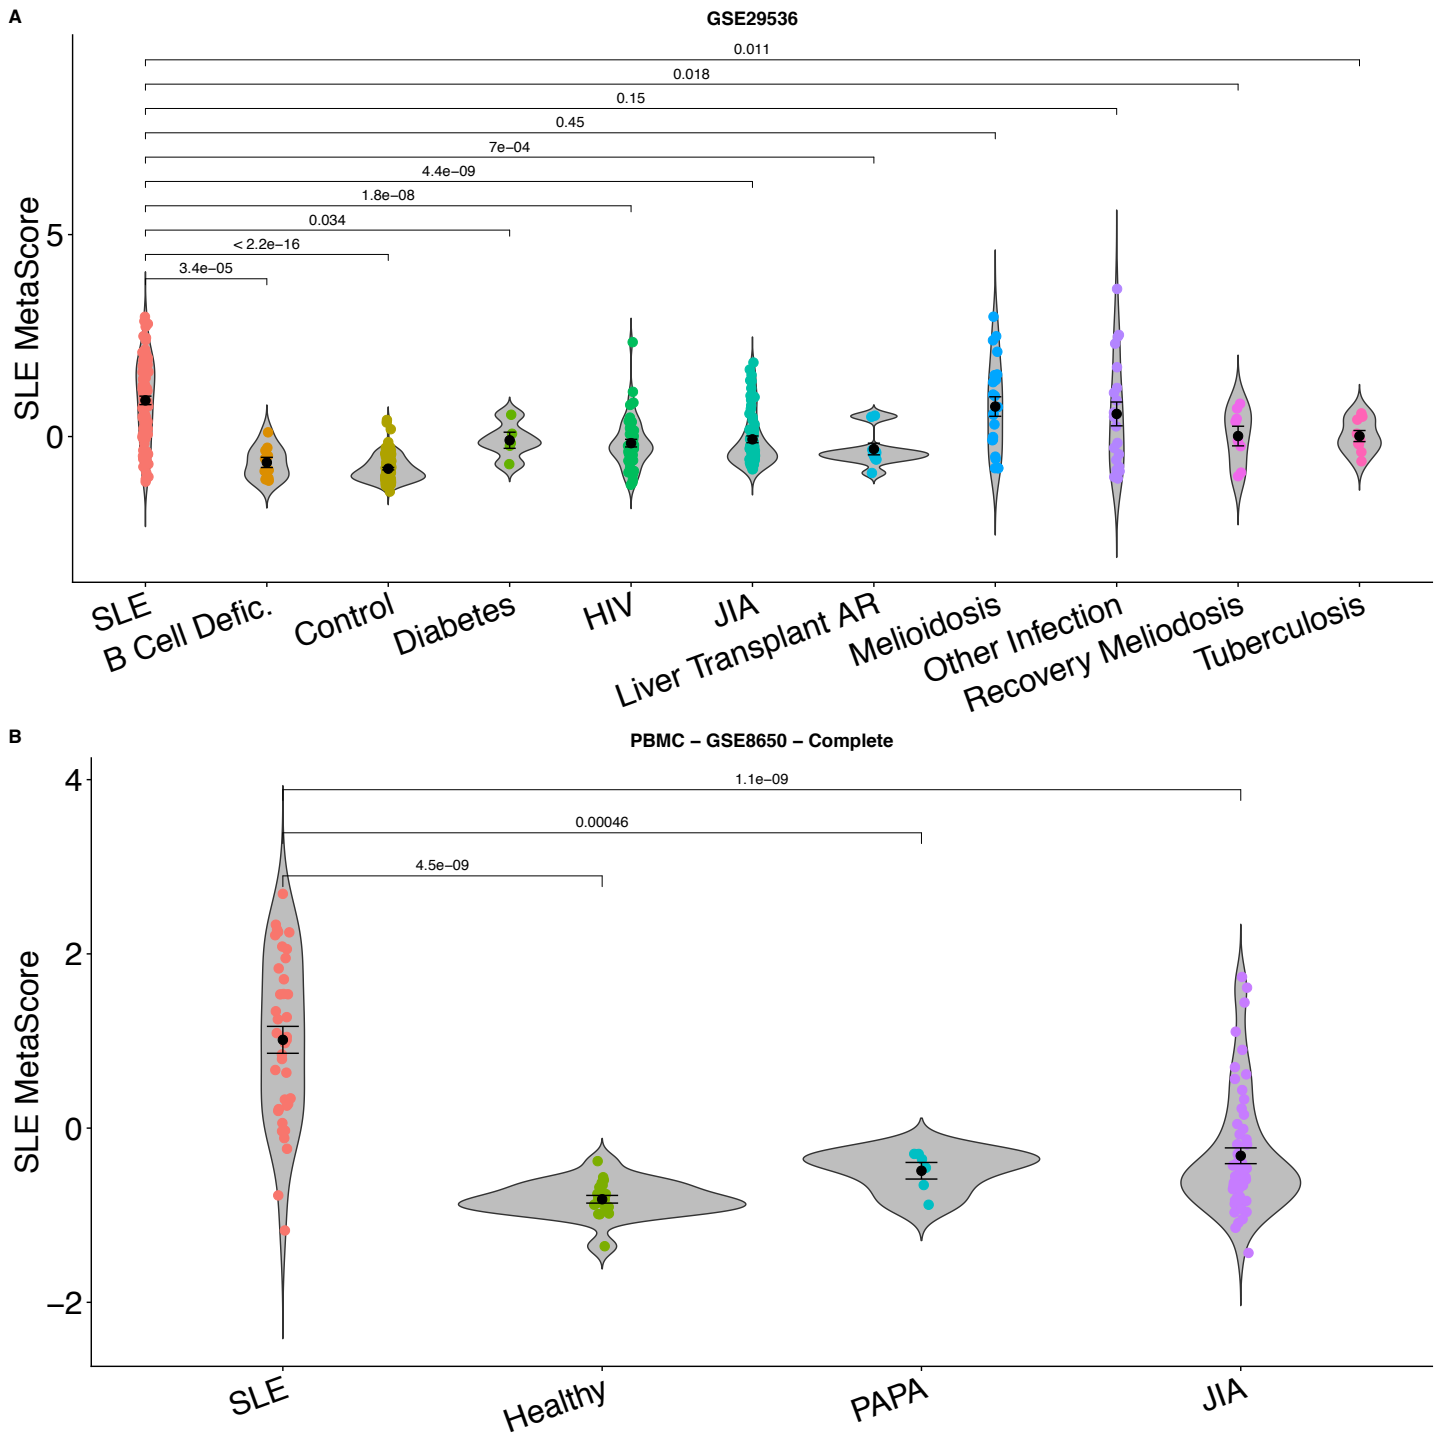 A
GSE29536
0.011
0.018
0.15
0.45
7e−04
4.4e−09
1.8e−08
0.034
< 2.2e−16
3.4e−05
SLE MetaScore
5
0
SLE
B Cell Defic.
Control
Diabetes
HIV
JIA
Liver Transplant AR
Melioidosis
Other Infection
Recovery Meliodosis
Tuberculosis
B
PBMC − GSE8650 − Complete
1.1e−09
0.00046
4.5e−09
SLE MetaScore
4
2
0
−2
SLE
Healthy
PAPA
JIA